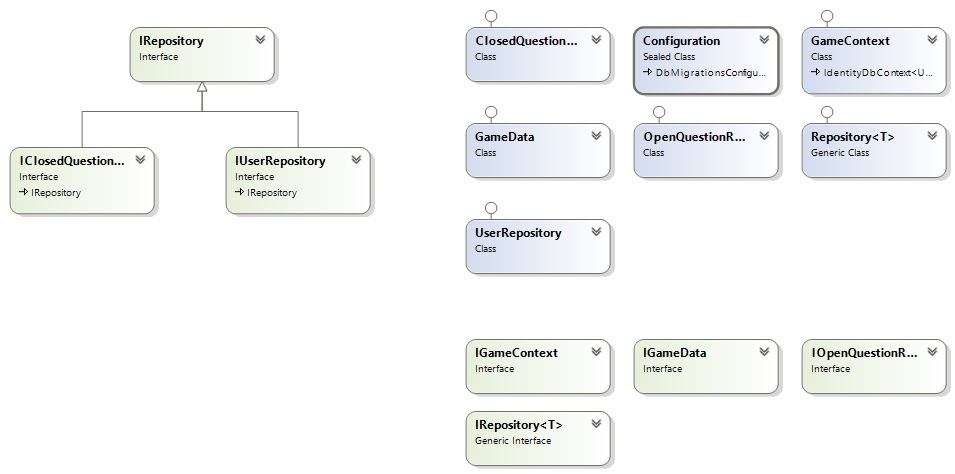 IRepository
Interface
IClosedQuestion...
Interface
IRepository
IUserRepository
Interface
IRepository
ClosedQuestion...
Class
Configuration
Sealed Class
DbMigrationsConfigu...
GameContext
Class
IdentityDbContext<U...
GameData
Class
OpenQuestionR...
Class
Repository<T>
Generic Class
UserRepository
Class
IGameContext
Interface
IGameData
Interface
IOpenQuestionR...
Interface
IRepository<T>
Generic Interface